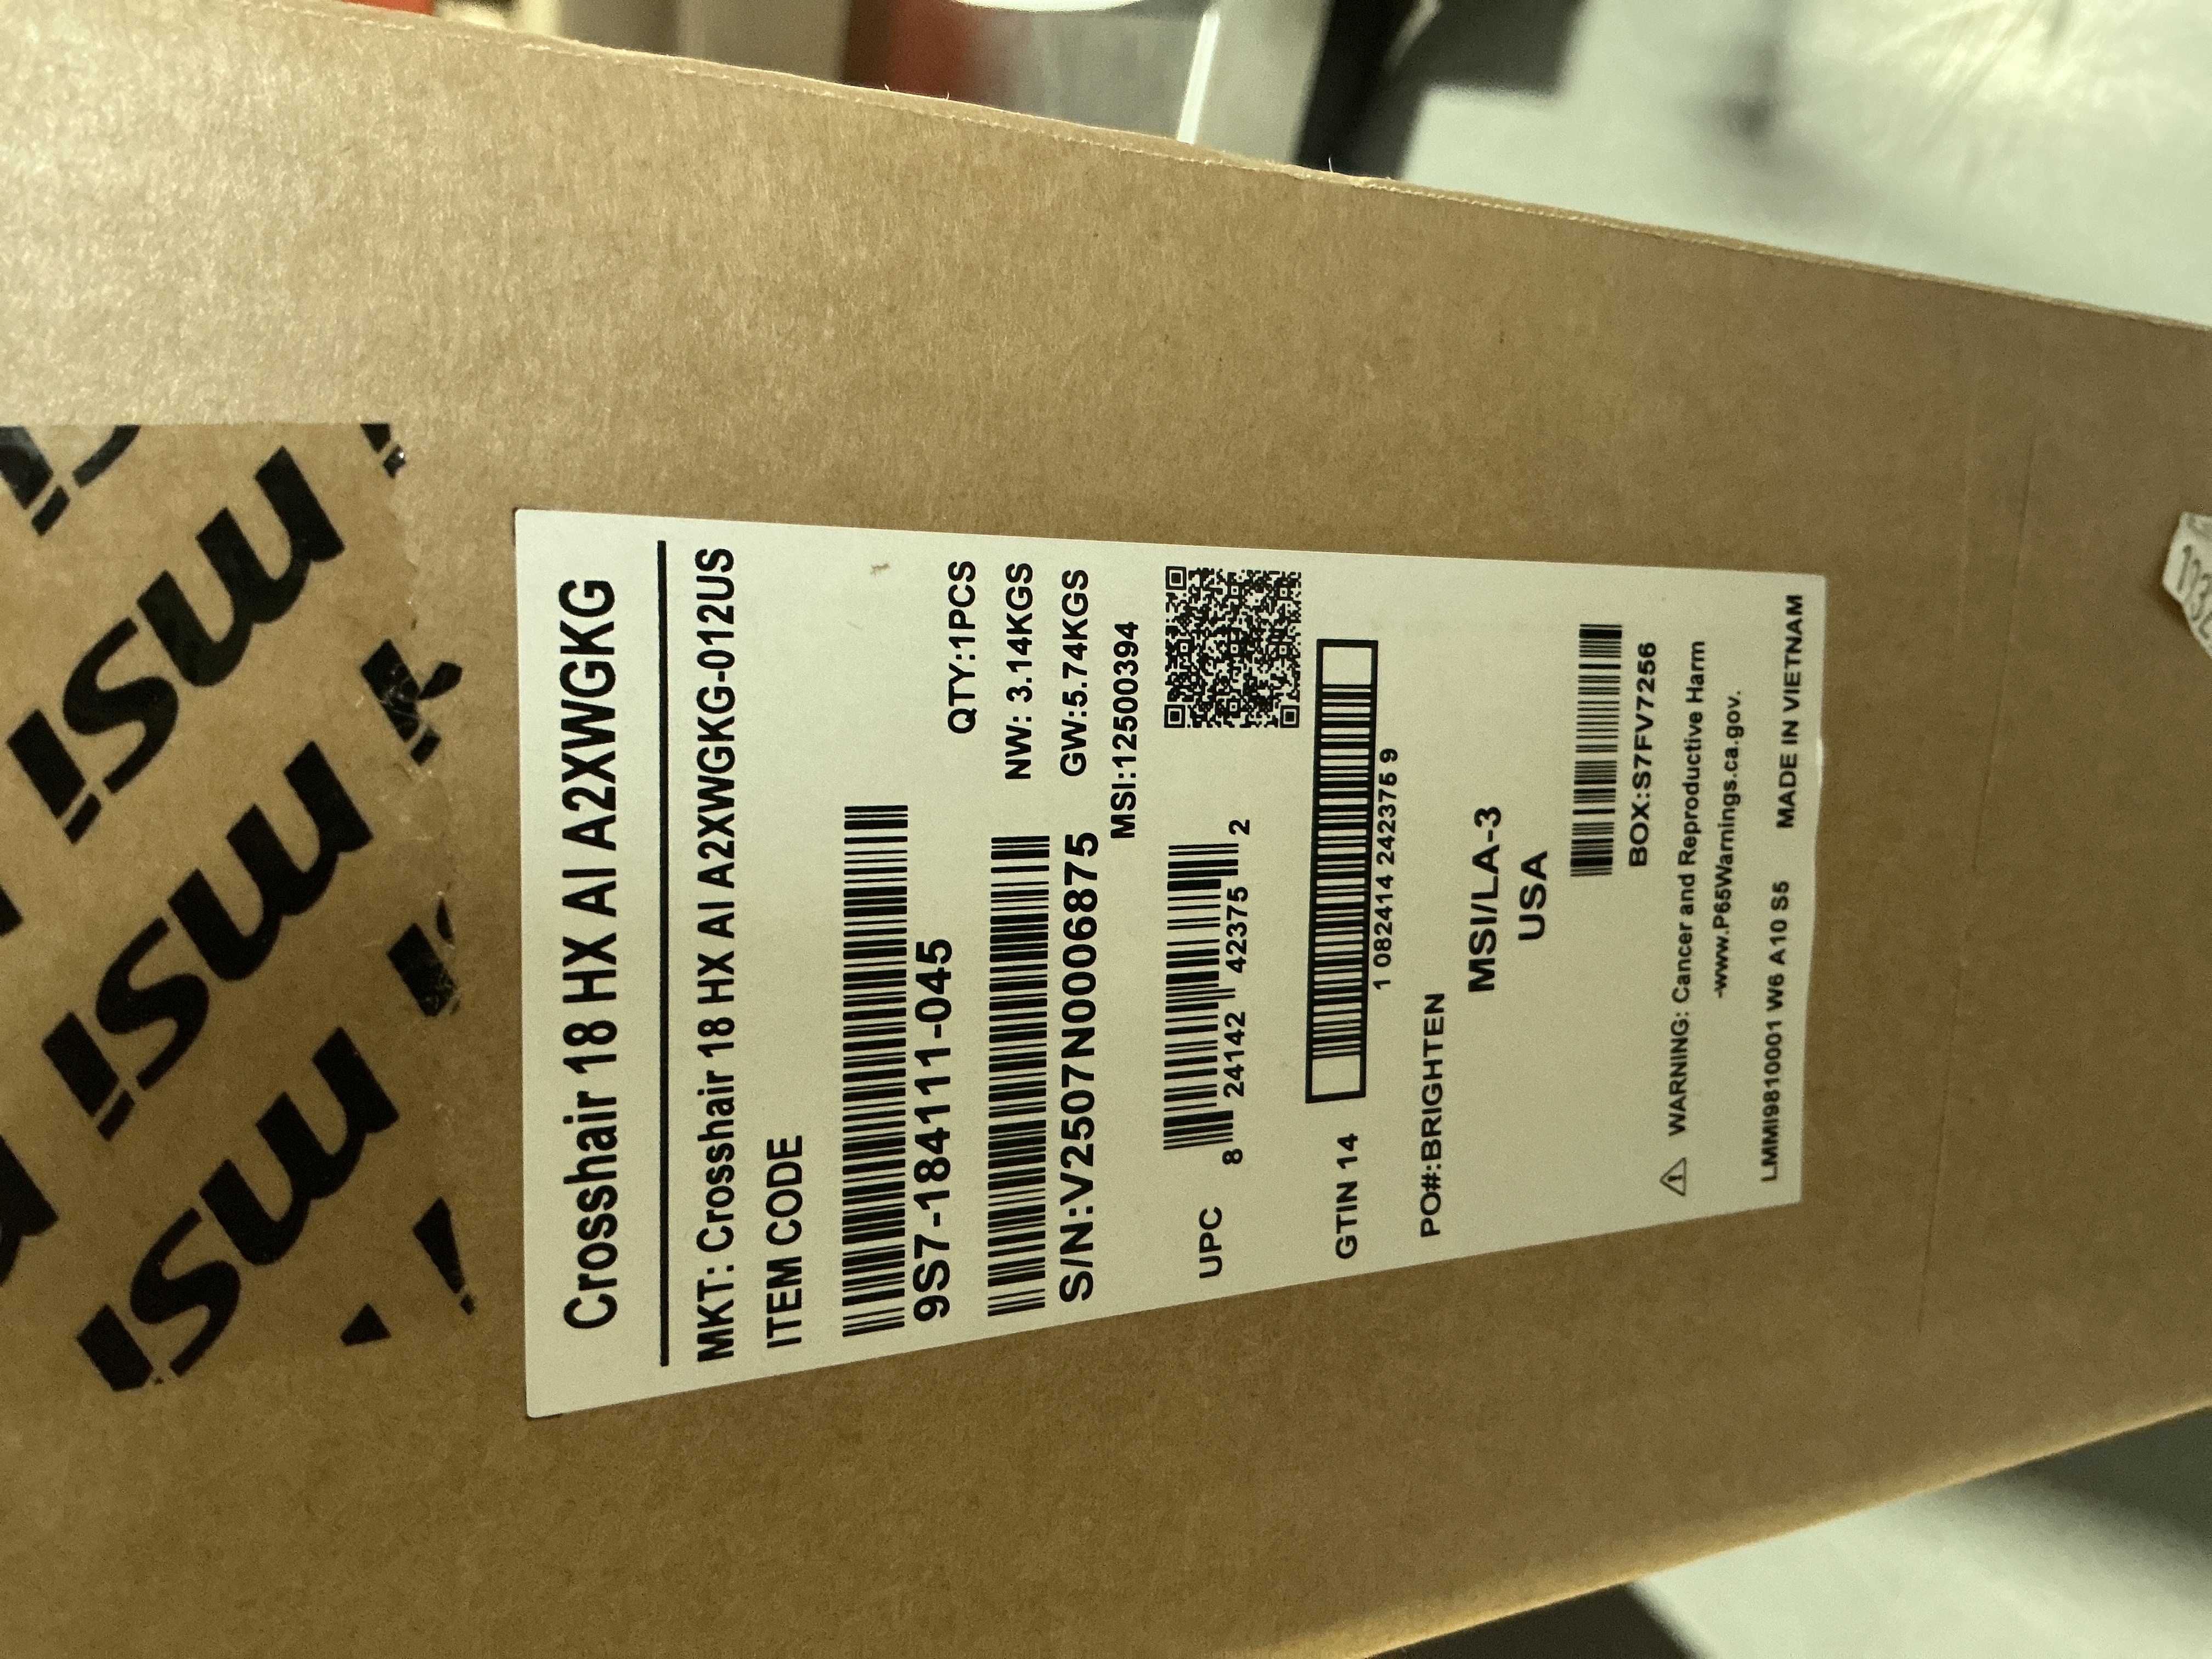 msi
msi
msi
Crosshair 18 HX AI A2XWGKG
MKT: Crosshair 18 HX AI A2XWGKG-012US
ITEM CODE
9S7-184111-045
QTY:1PCS
S/N:V2507N0006875
NW: 3.14KGS
GW:5.74KGS
MSI:12500394
UPC
8 24142 42375 2
GTIN 14
1 082414 242375 9
PO#:BRIGHTEN
MSI/LA-3
USA
BOX:S7FV7256
WARNING: Cancer and Reproductive Harm
-www.P65Warnings.ca.gov.
LMMI9810001 W6 A10 S5 MADE IN VIETNAM